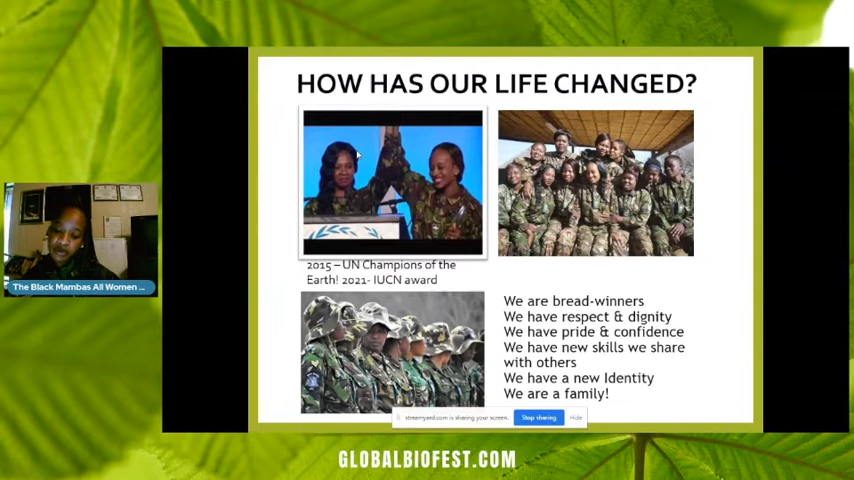 HOW HAS OUR LIFE CHANGED?
2015 – UN Champions of the
Earth! 2021- IUCN award
We are bread-winners
We have respect & dignity
We have pride & confidence
We have new skills we share
with others
We have a new Identity
We are a family!
The Black Mambas All Women ...
streamyard.com is sharing your screen.
Stop sharing
Hide
GLOBALBIOFEST.COM